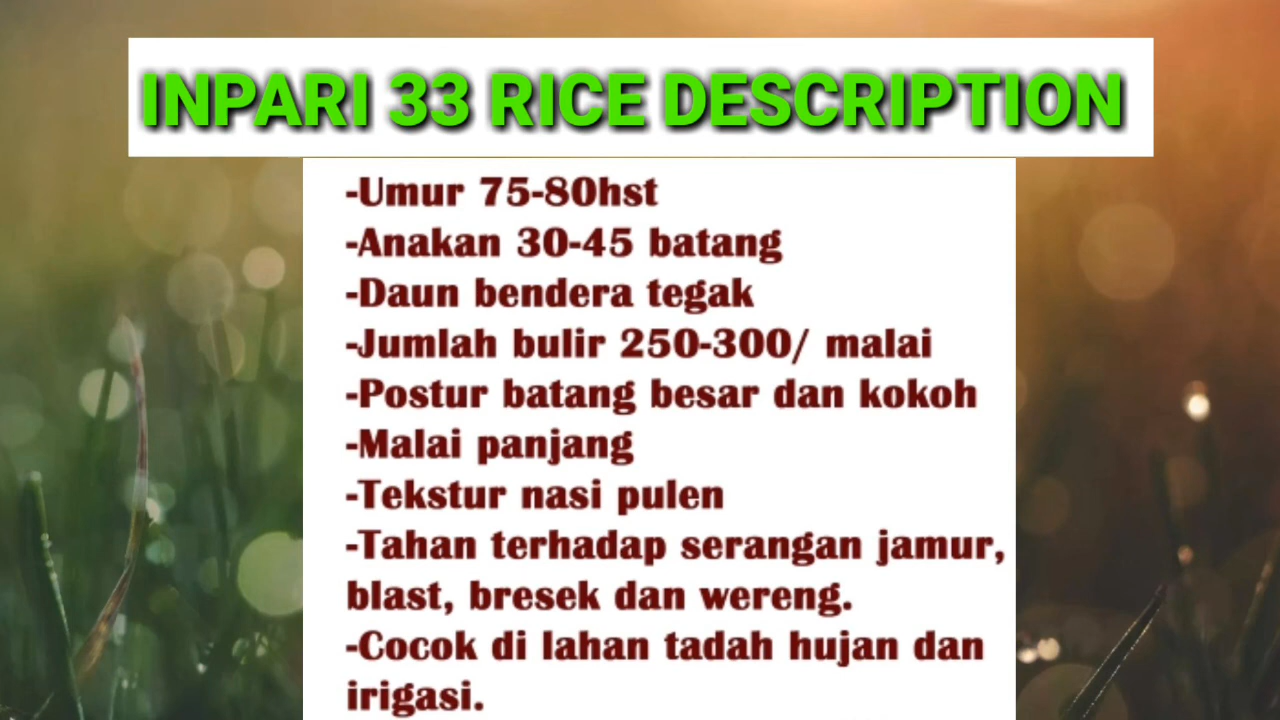 INPARI 33 RICE DESCRIPTION
-Umur 75-80hst
-Anakan 30-45 batang
-Daun bendera tegak
-Jumlah bulir 250-300/ malai
-Postur batang besar dan kokoh
-Malai panjang
-Tekstur nasi pulen
-Tahan terhadap serangan jamur,
blast, bresek dan wereng.
-Cocok di lahan tadah hujan dan
irigasi.